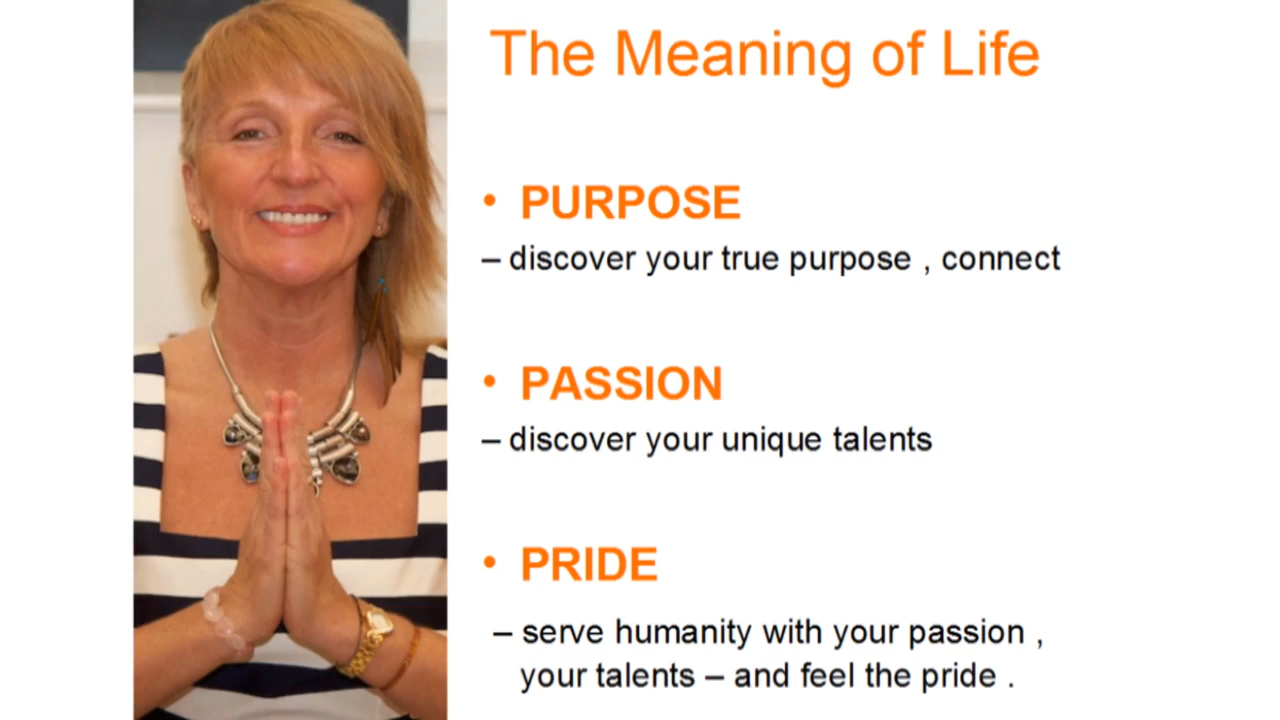 The Meaning of Life
• PURPOSE
– discover your true purpose , connect
• PASSION
– discover your unique talents
• PRIDE
– serve humanity with your passion ,
your talents – and feel the pride .